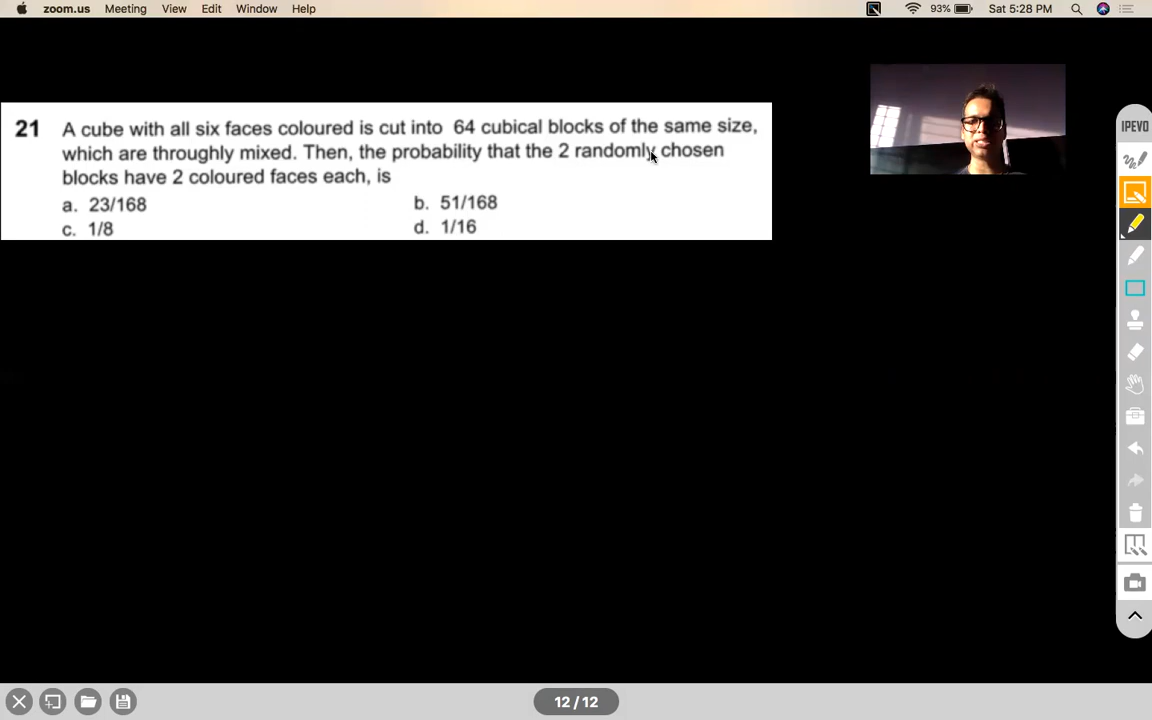 zoom.us Meeting View Edit Window Help 93% Sat 5:28 PM
IPEVO
21 A cube with all six faces coloured is cut into 64 cubical blocks of the same size,
which are throughly mixed. Then, the probability that the 2 randomly chosen
blocks have 2 coloured faces each, is
a. 23/168 b. 51/168
c. 1/8 d. 1/16
12 / 12